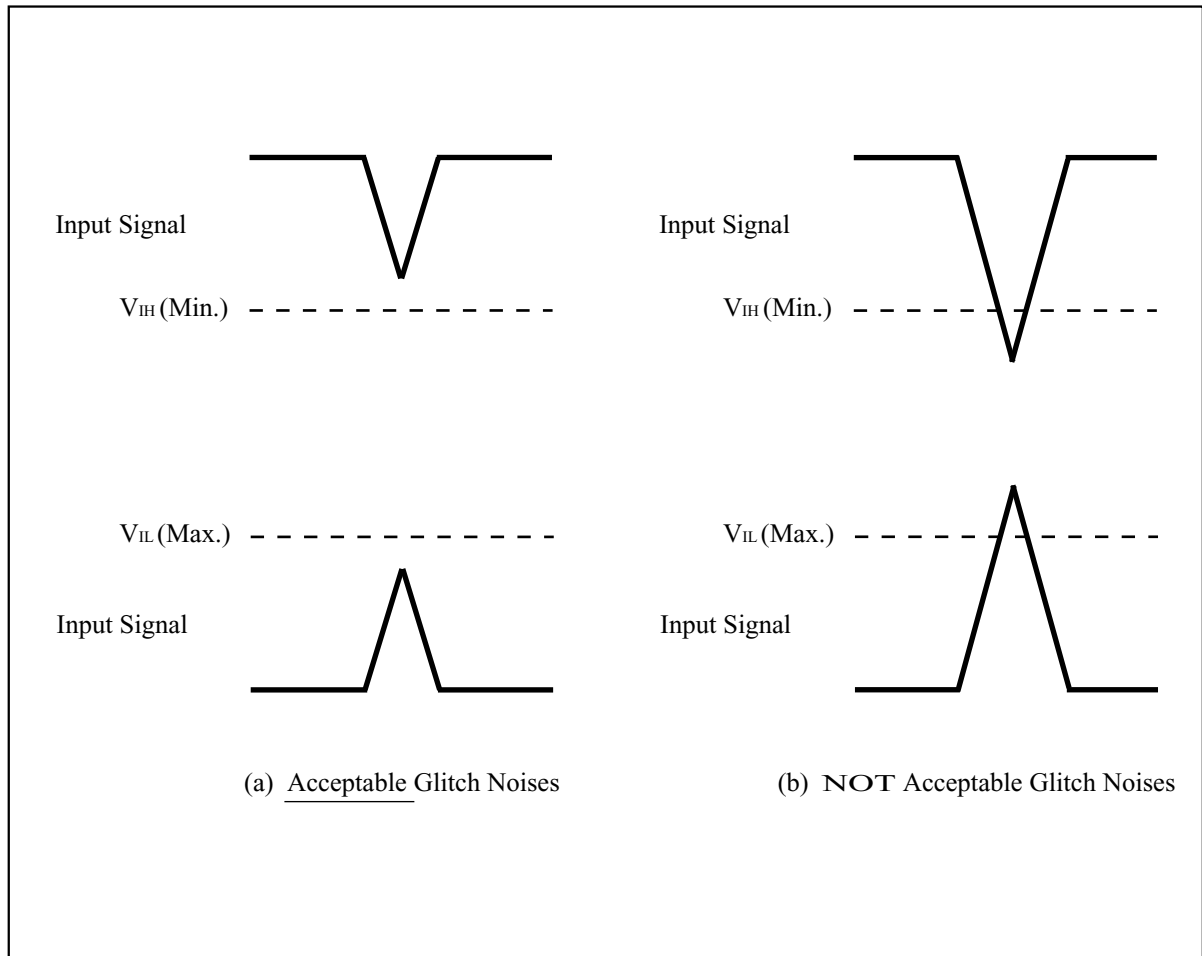 Input Signal
VIH (Min.)
VIL (Max.)
Input Signal
(a) Acceptable Glitch Noises
Input Signal
VIH (Min.)
VIL (Max.)
Input Signal
(b) NOT Acceptable Glitch Noises